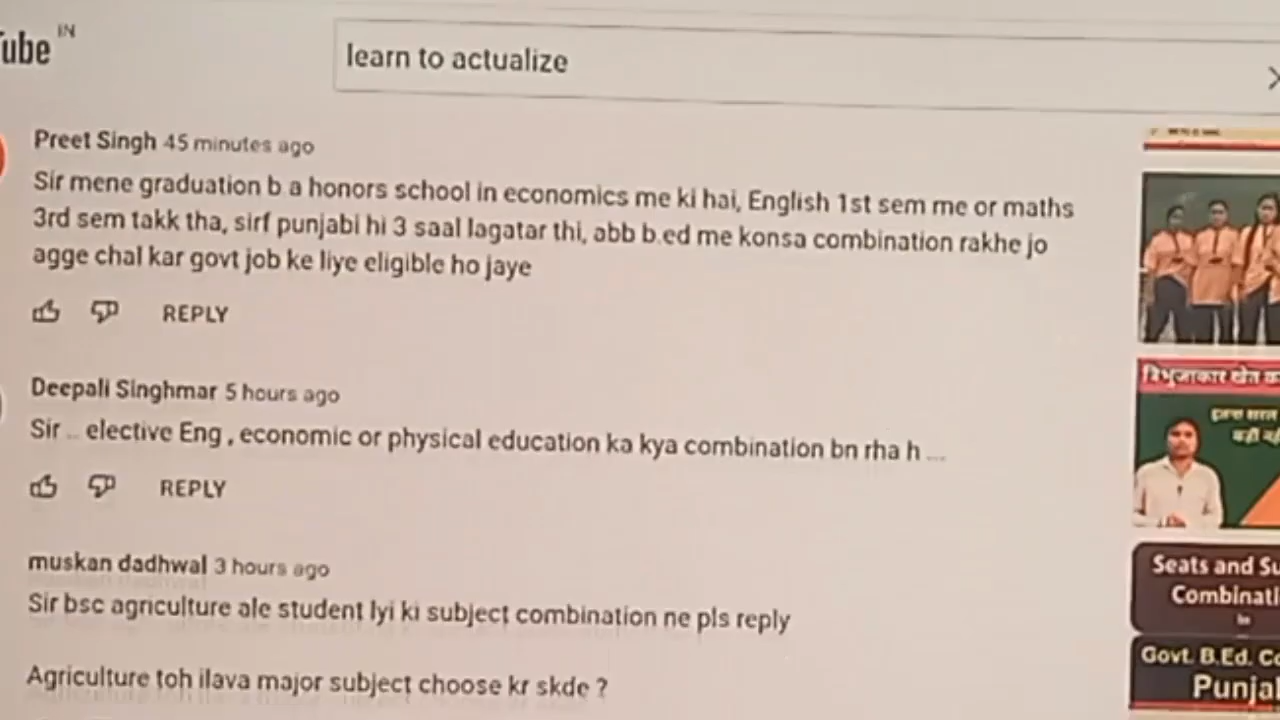 Tube IN
learn to actualize
Preet Singh 45 minutes ago
Sir mene graduation b a honors school in economics me ki hai, English 1st sem me or maths
3rd sem takk tha, sirf punjabi hi 3 saal lagatar thi, abb b.ed me konsa combination rakhe jo
agge chal kar govt job ke liye eligible ho jaye
REPLY
Deepali Singhmar 5 hours ago
Sir .. elective Eng , economic or physical education ka kya combination bn rha h ...
REPLY
muskan dadhwal 3 hours ago
Sir bsc agriculture ale student lyi ki subject combination ne pls reply
Agriculture toh ilava major subject choose kr skde ?
त्रिभुजाकार खेत का
इतना सरल
Seats and Su
Combinati
in
Govt. B.Ed. Co
Punja